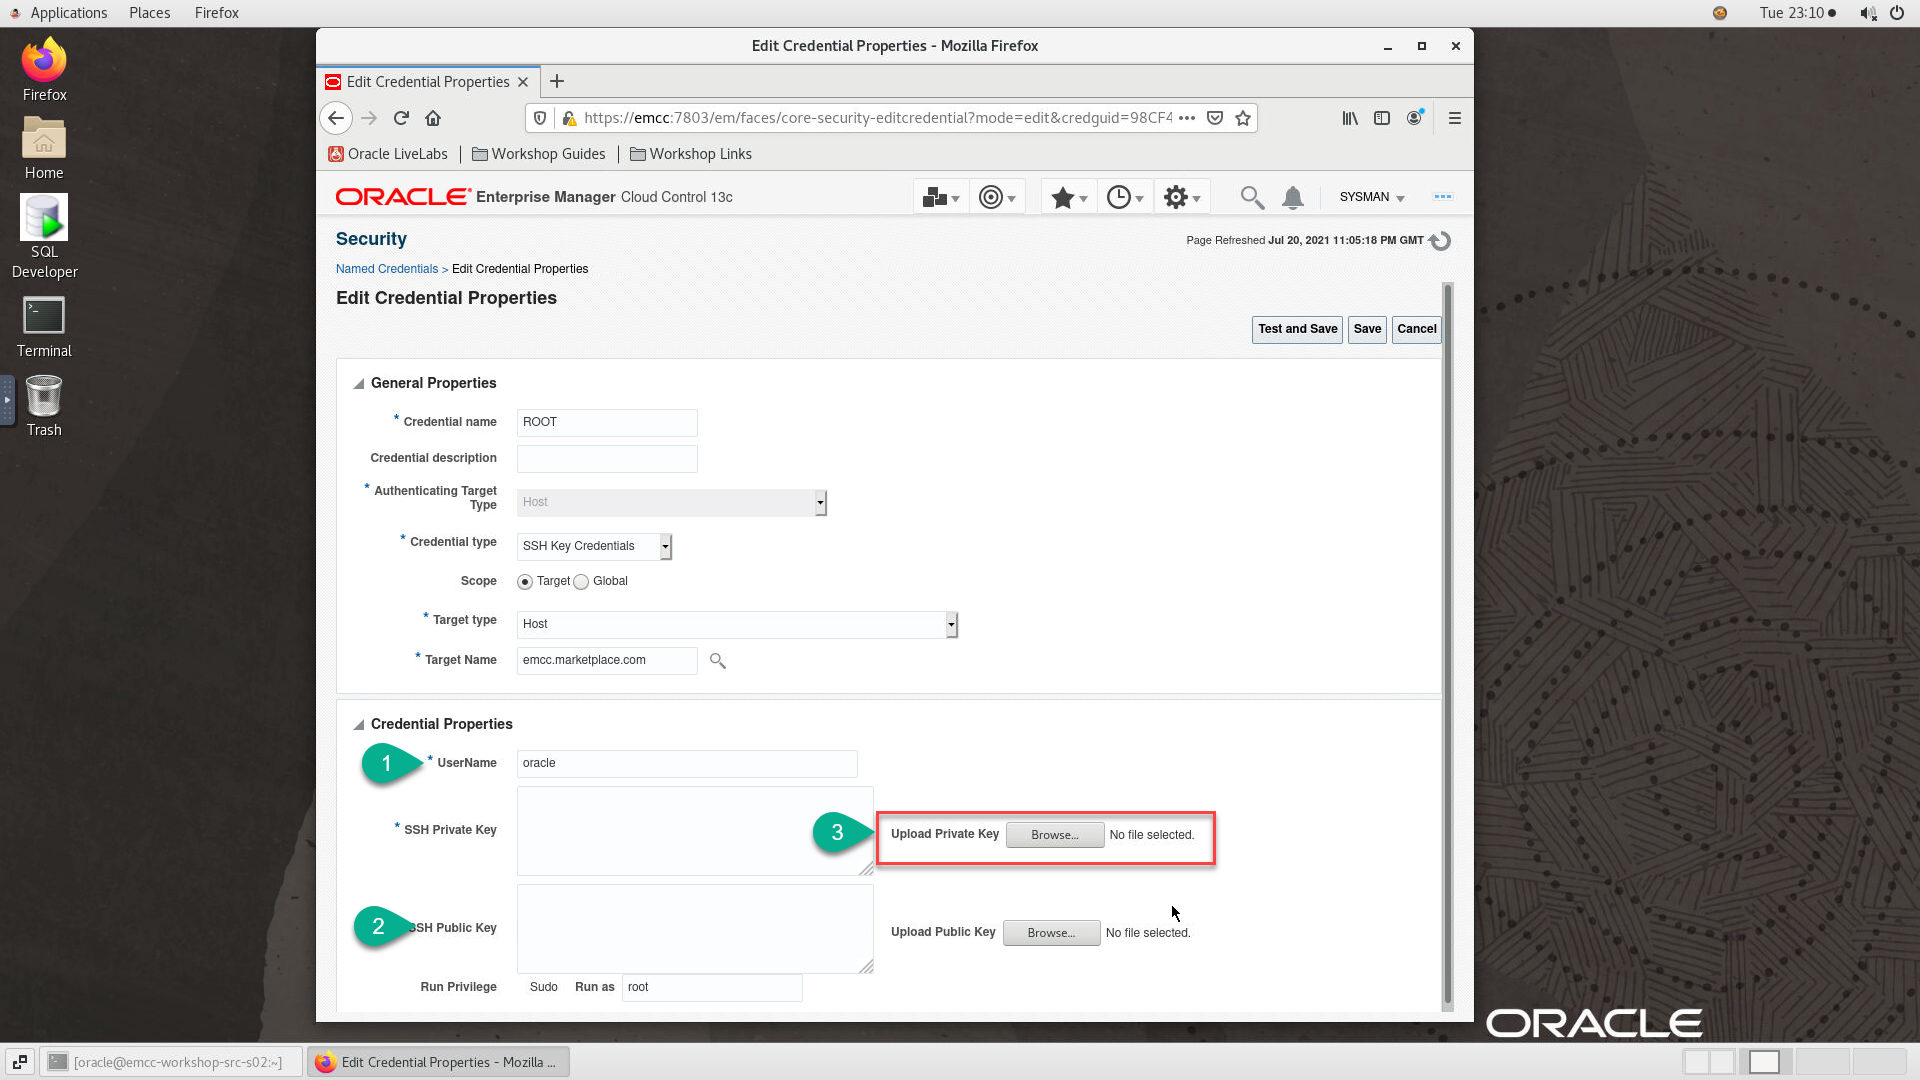 Applications Places Firefox Tue 23:10
Edit Credential Properties - Mozilla Firefox
Edit Credential Properties
https://emcc:7803/em/faces/core-security-editcredential?mode=edit&credguid=98CF4
Oracle LiveLabs Workshop Guides Workshop Links
ORACLE Enterprise Manager Cloud Control 13c SYSMAN
Security
Page Refreshed Jul 20, 2021 11:05:18 PM GMT
Named Credentials > Edit Credential Properties
Edit Credential Properties
Test and Save Save Cancel
General Properties
* Credential name ROOT
Credential description
* Authenticating Target Type Host
* Credential type SSH Key Credentials
Scope Target Global
* Target type Host
* Target Name emcc.marketplace.com
Credential Properties
1 * UserName oracle
* SSH Private Key 3 Upload Private Key Browse... No file selected.
2 SSH Public Key Upload Public Key Browse... No file selected.
Run Privilege Sudo Run as root
Firefox
Home
SQL
Developer
Terminal
Trash
ORACLE
[oracle@emcc-workshop-src-s02:~] Edit Credential Properties - Mozilla ...